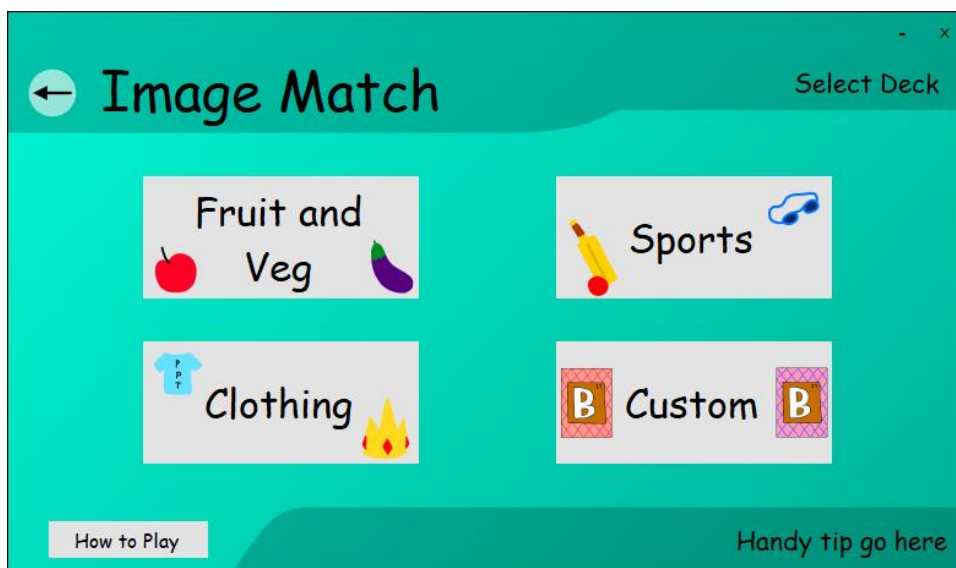 - x
Image Match
Select Deck
Fruit and
Veg
Sports
P
P
T
Clothing
B
Custom
B
How to Play
Handy tip go here